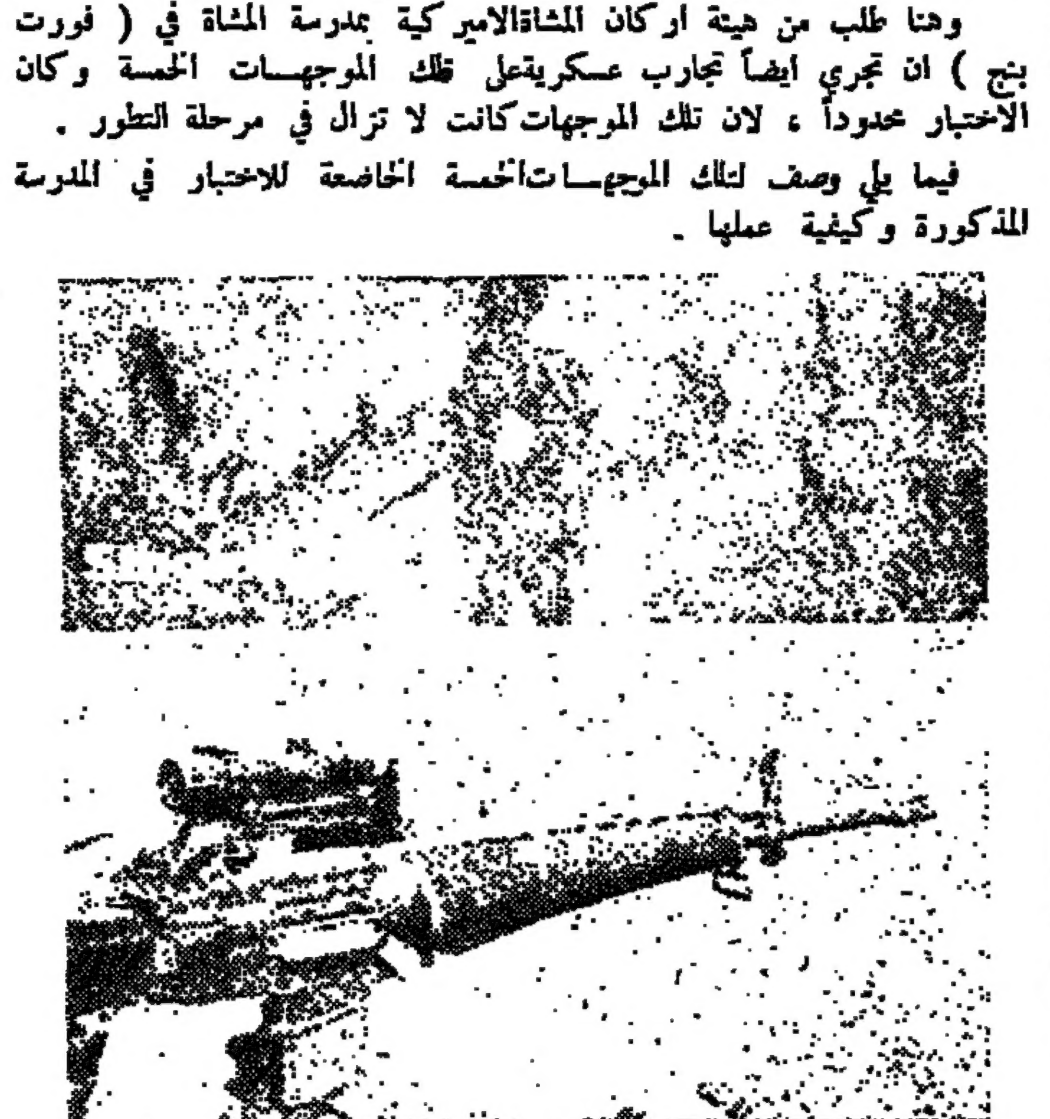 وهنا طلب من هيئة اركان المشاةالاميركية بمدرسة المشاة في ( فورت
بنج ) ان تجري ايضاً تجارب عسكريةعلى تلك الموجهات الخمسة وكان
الاختبار محدوداً ، لان تلك الموجهات كانت لا تزال في مرحلة التطور .
فيما يلي وصف لتلك الموجهات الخمسة الخاضعة للاختبار في المدرسة
المذكورة وكيفية عملها .